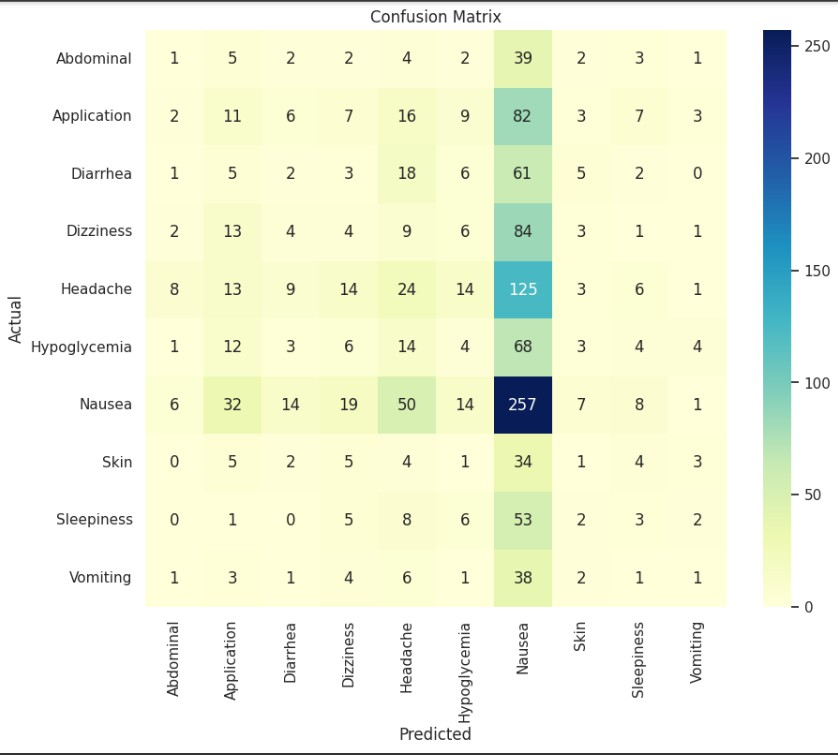 Confusion Matrix
Abdominal 1 5 2 2 4 2 39 2 3 1
Application 2 11 6 7 16 9 82 3 7 3
Diarrhea 1 5 2 3 18 6 61 5 2 0
Dizziness 2 13 4 4 9 6 84 3 1 1
Headache 8 13 9 14 24 14 125 3 6 1
Hypoglycemia 1 12 3 6 14 4 68 3 4 4
Nausea 6 32 14 19 50 14 257 7 8 1
Skin 0 5 2 5 4 1 34 1 4 3
Sleepiness 0 1 0 5 8 6 53 2 3 2
Vomiting 1 3 1 4 6 1 38 2 1 1
Actual
Abdominal
Application
Diarrhea
Dizziness
Headache
Hypoglycemia
Nausea
Skin
Sleepiness
Vomiting
Predicted
250
200
150
100
50
0